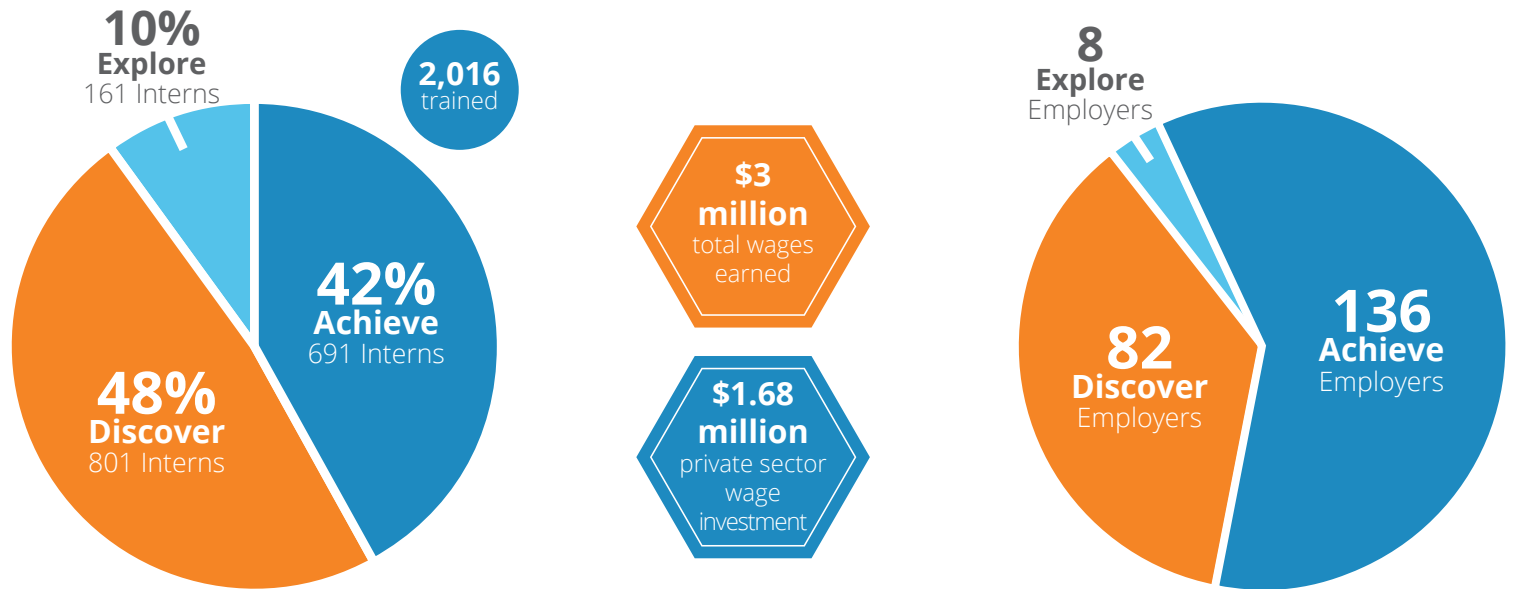 10%
Explore
161 Interns
2,016
trained
42%
Achieve
691 Interns
48%
Discover
801 Interns
$3
million
total wages
earned
$1.68
million
private sector
wage
investment
8
Explore
Employers
136
Achieve
Employers
82
Discover
Employers